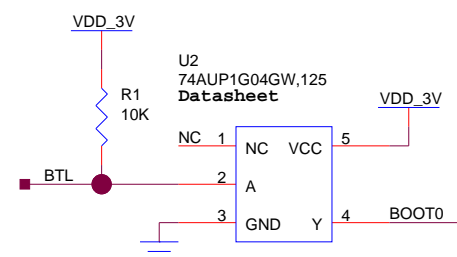 VDD_3V
U2
74AUP1G04GW,125
Datasheet
R1
10K
VDD_3V
NC 1 NC VCC 5
BTL 2 A
3 GND Y 4 BOOT0